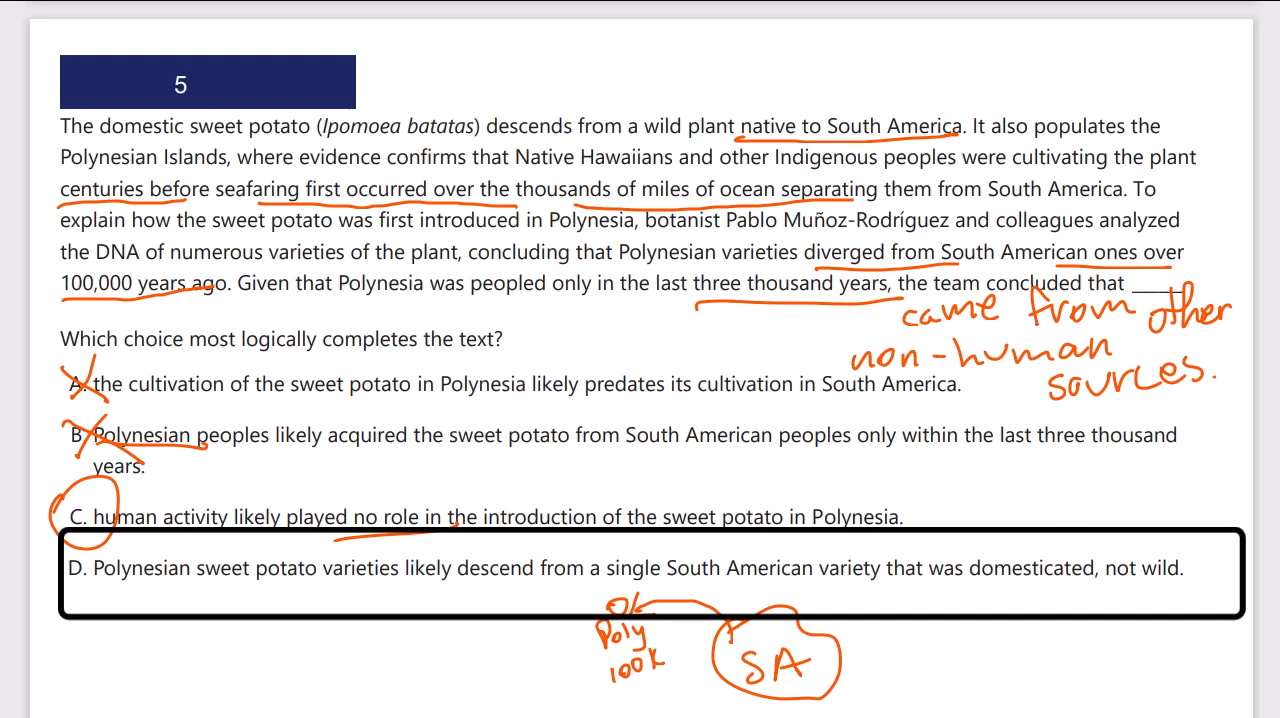 5
The domestic sweet potato (Ipomoea batatas) descends from a wild plant native to South America. It also populates the
Polynesian Islands, where evidence confirms that Native Hawaiians and other Indigenous peoples were cultivating the plant
centuries before seafaring first occurred over the thousands of miles of ocean separating them from South America. To
explain how the sweet potato was first introduced in Polynesia, botanist Pablo Muñoz-Rodríguez and colleagues analyzed
the DNA of numerous varieties of the plant, concluding that Polynesian varieties diverged from South American ones over
100,000 years ago. Given that Polynesia was peopled only in the last three thousand years, the team concluded that _____
came from other
non-human
sources.
Which choice most logically completes the text?
A. the cultivation of the sweet potato in Polynesia likely predates its cultivation in South America.
B. Polynesian peoples likely acquired the sweet potato from South American peoples only within the last three thousand
years.
C. human activity likely played no role in the introduction of the sweet potato in Polynesia.
D. Polynesian sweet potato varieties likely descend from a single South American variety that was domesticated, not wild.
Poly
100K
SA